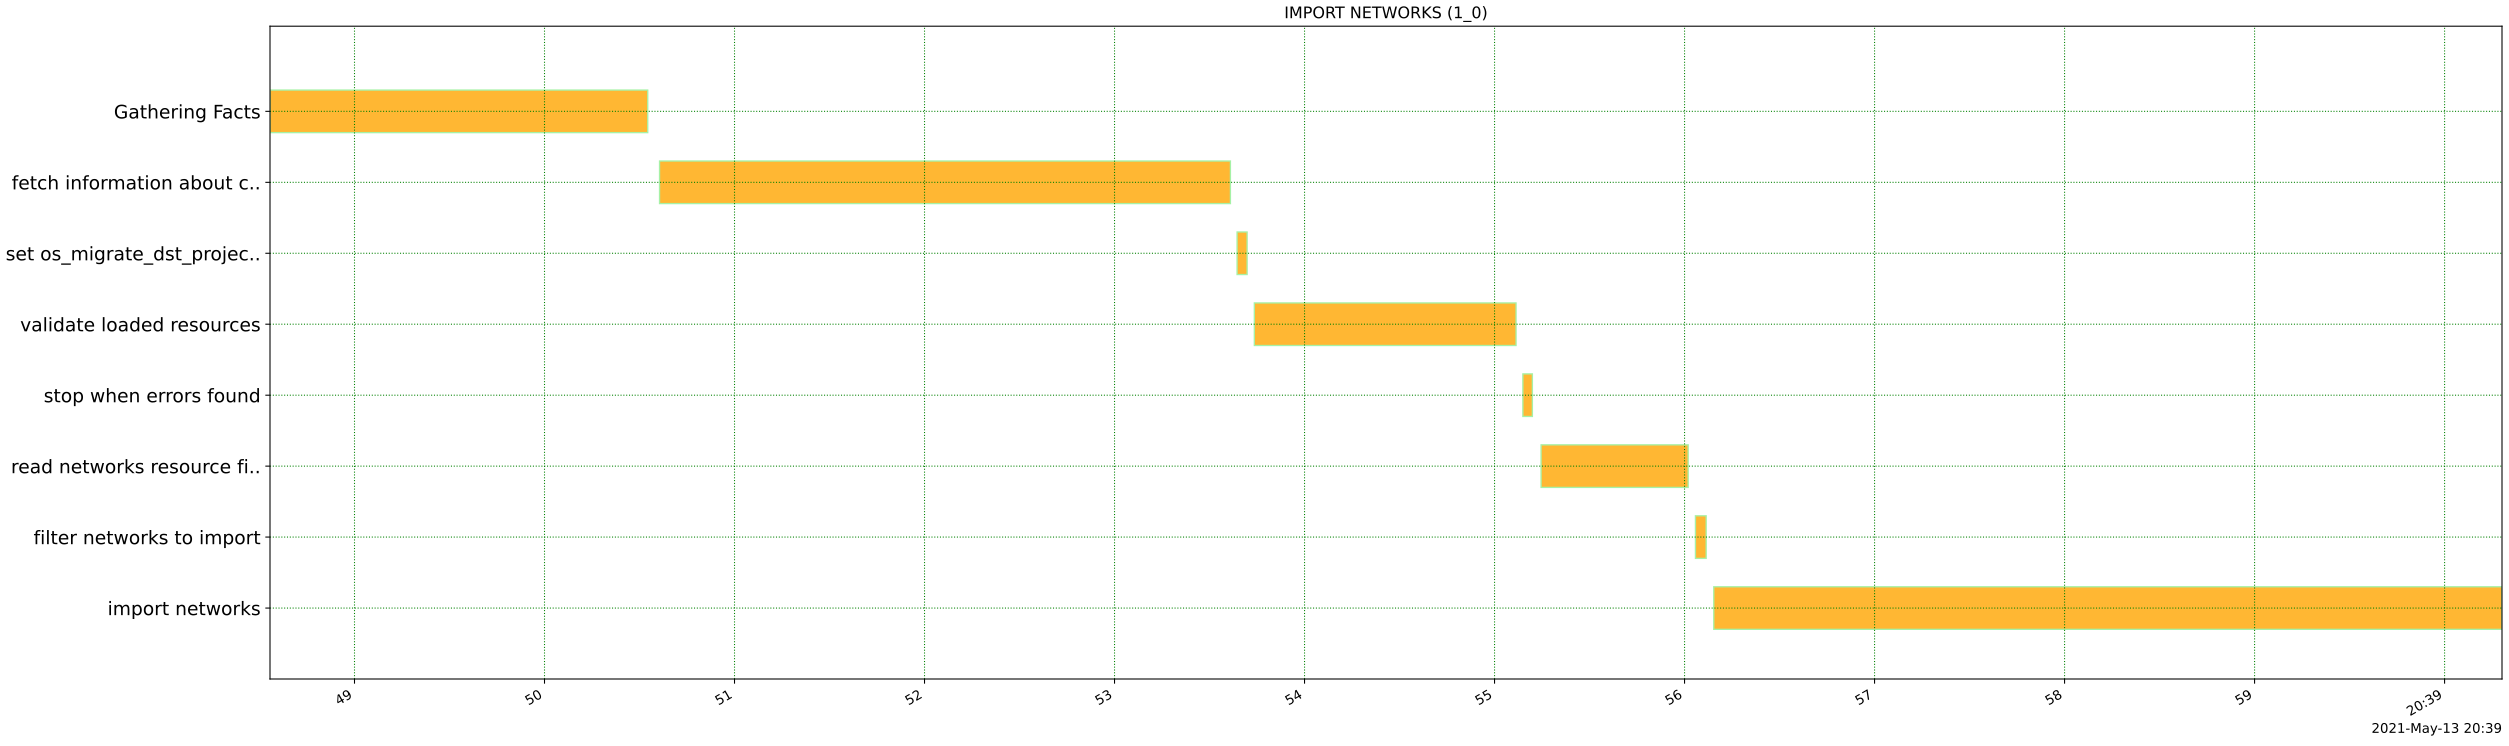 IMPORT NETWORKS (1_0)
Gathering Facts
fetch information about c..
set os_migrate_dst_projec..
validate loaded resources
stop when errors found
read networks resource fi..
filter networks to import
import networks
49 50 51 52 53 54 55 56 57 58 59 20:39
2021-May-13 20:39